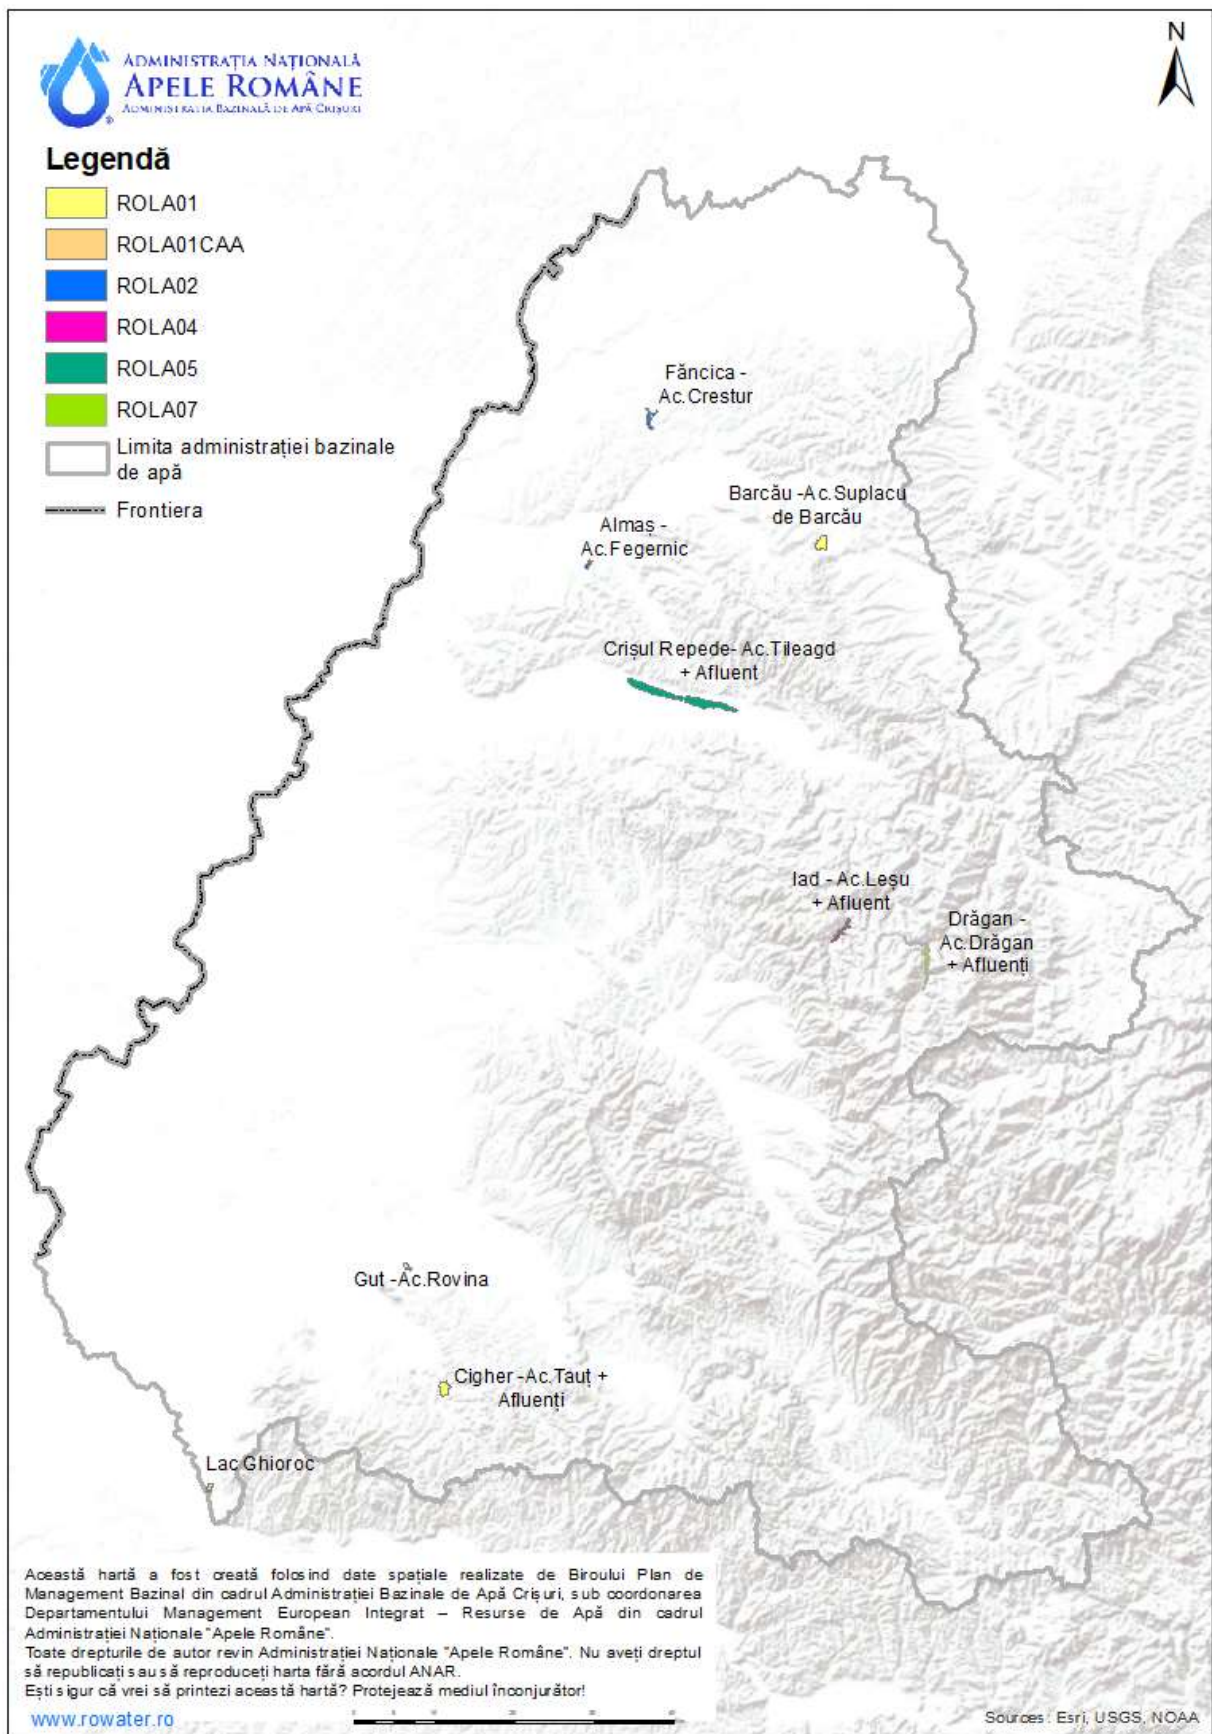 N
ADMINISTRAȚIA NAȚIONALĂ
APELE ROMÂNE
ADMINISTRAȚIA BAZINALĂ DE APĂ CRIȘURI
Legendă
ROLA01
ROLA01CAA
ROLA02
ROLA04
ROLA05
ROLA07
Limita administrației bazinale
de apă
Frontiera
Făncica -
Ac.Crestur
Barcău -Ac.Suplacu
de Barcău
Almaș -
Ac.Fegernic
Crișul Repede- Ac.Tileagd
+ Afluent
Iad - Ac.Leșu
+ Afluent
Drăgan -
Ac.Drăgan
+ Afluenți
Gut -Ac.Rovina
Cigher -Ac.Tauț +
Afluenți
Lac Ghioroc
Această hartă a fost creată folosind date spațiale realizate de Biroului Plan de
Management Bazinal din cadrul Administrației Bazinale de Apă Crișuri, sub coordonarea
Departamentului Management European Integrat – Resurse de Apă din cadrul
Administrației Naționale "Apele Române".
Toate drepturile de autor revin Administrației Naționale "Apele Române". Nu aveți dreptul
să republicați sau să reproduceți harta fără acordul ANAR.
Ești sigur că vrei să printezi această hartă? Protejează mediul înconjurător!
www.rowater.ro
Sources: Esri, USGS, NOAA